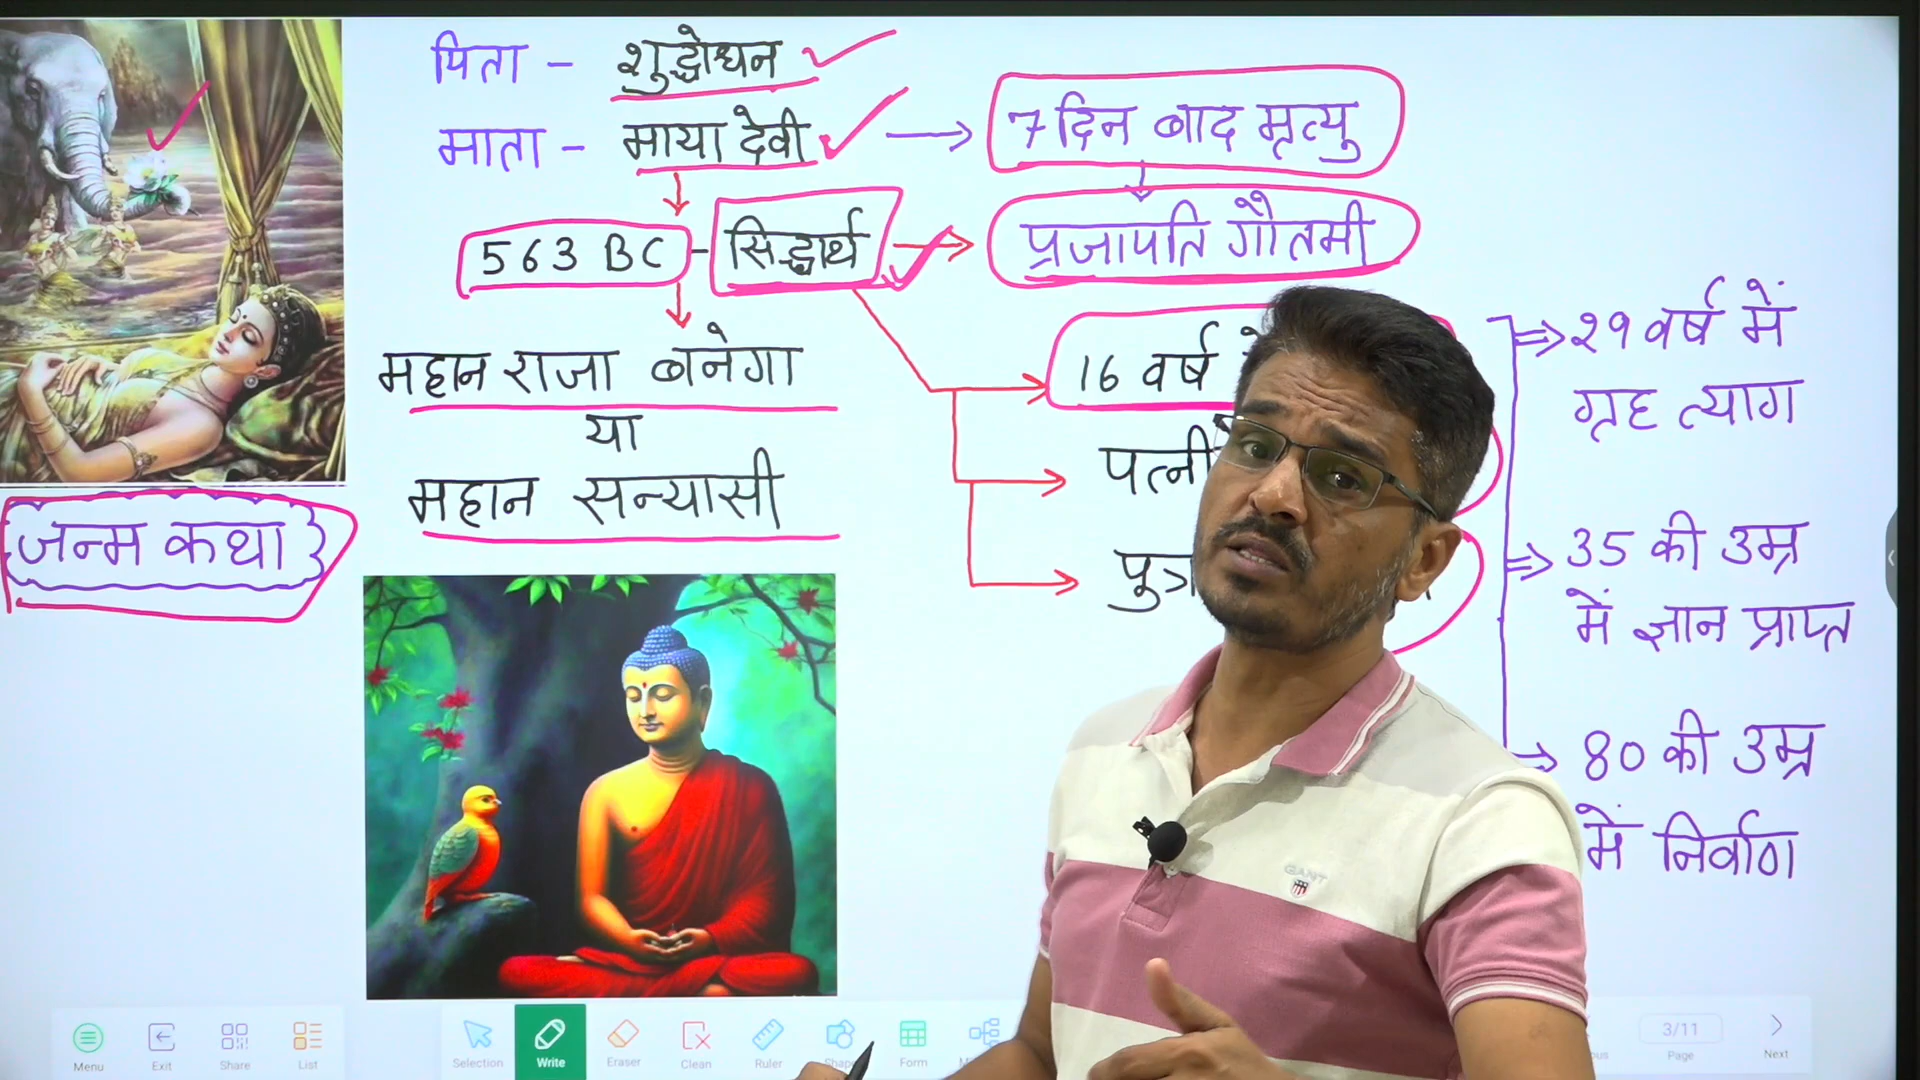 पिता - शुद्धोधन
माता - माया देवी
7 दिन बाद मृत्यु
563 BC - सिद्धार्थ
प्रजापति गौतमी
महान राजा बनेगा
या
महान सन्यासी
जन्म कथा
16 वर्ष
पत्नी
पुत्र
29 वर्ष में
गृह त्याग
35 की उम्र
में ज्ञान प्राप्त
80 की उम्र
में निर्वाण
GANT
Menu
Exit
Share
List
Selection
Write
Eraser
Clean
Ruler
Form
3/11
Page
Next